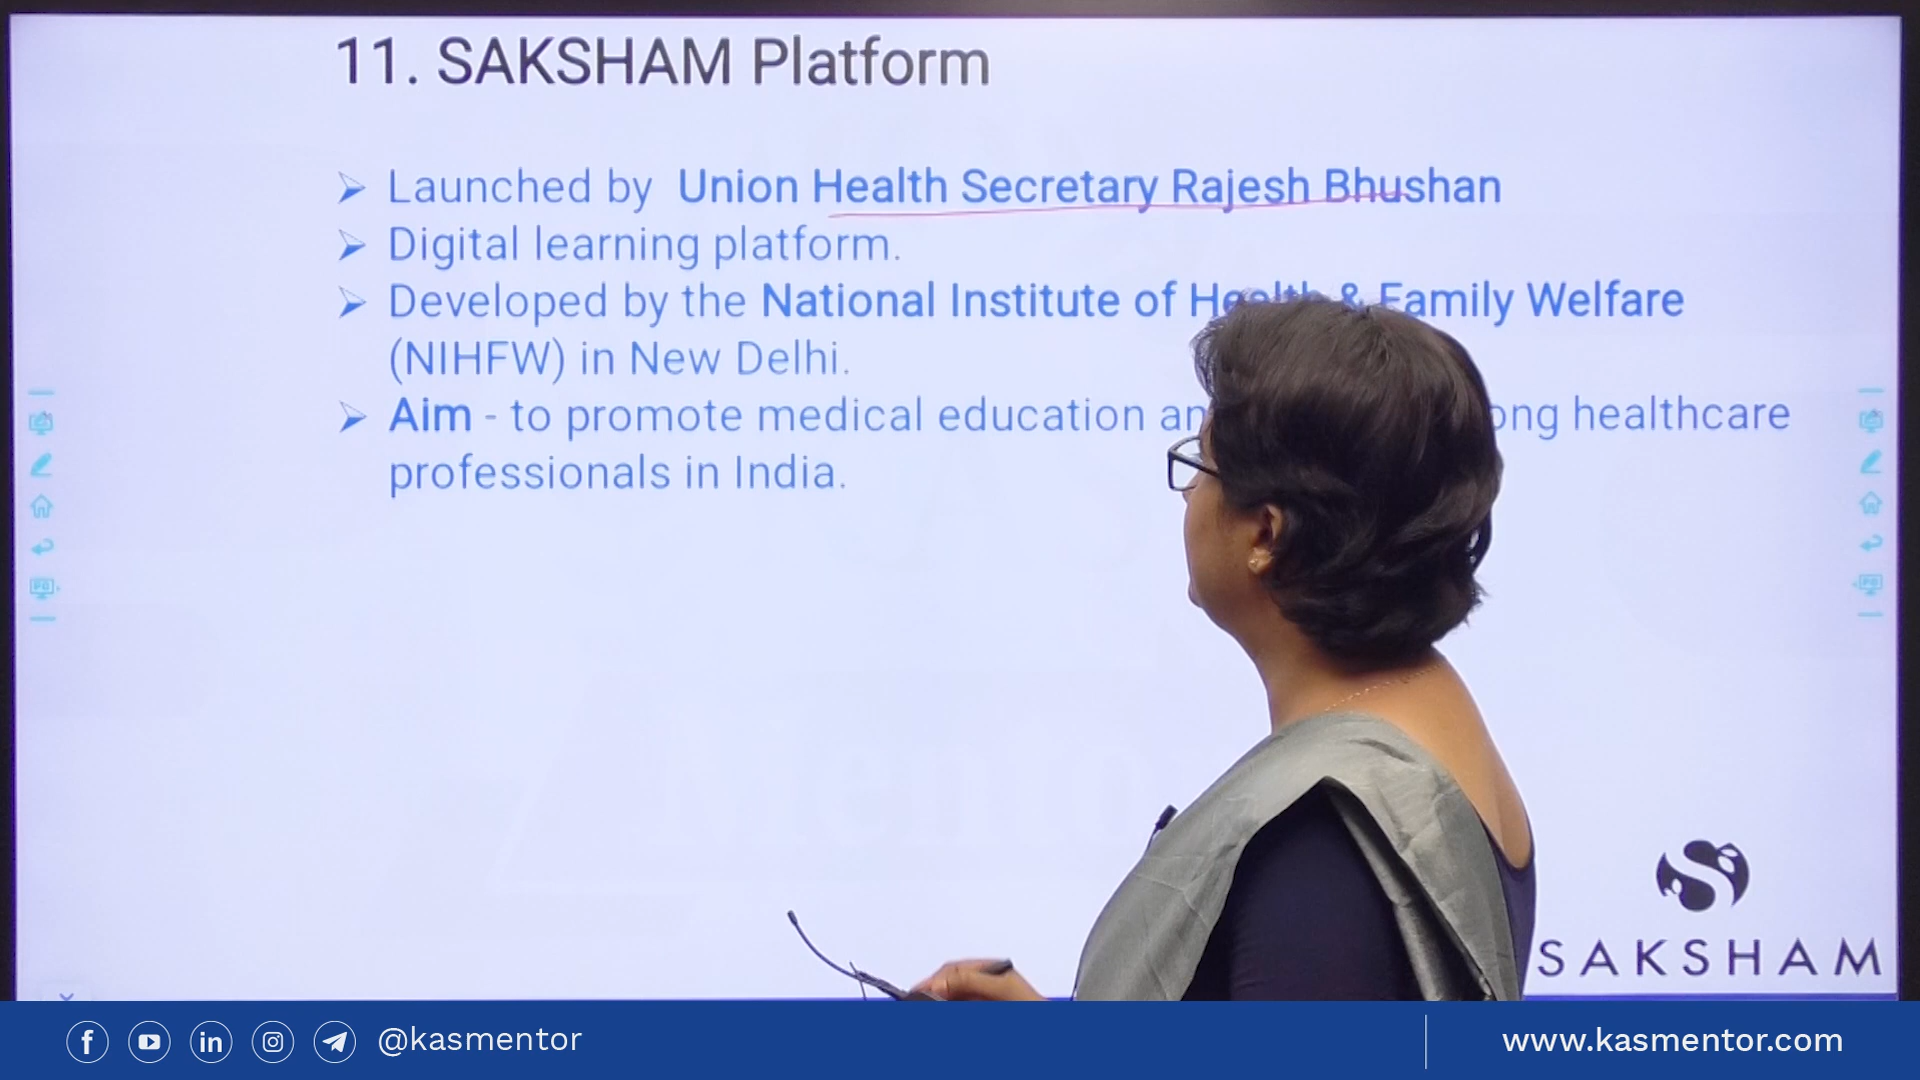 11. SAKSHAM Platform
➢ Launched by Union Health Secretary Rajesh Bhushan
➢ Digital learning platform.
➢ Developed by the National Institute of Health & Family Welfare
(NIHFW) in New Delhi.
➢ Aim - to promote medical education ong healthcare
professionals in India.
SAKSHAM
@kasmentor
www.kasmentor.com